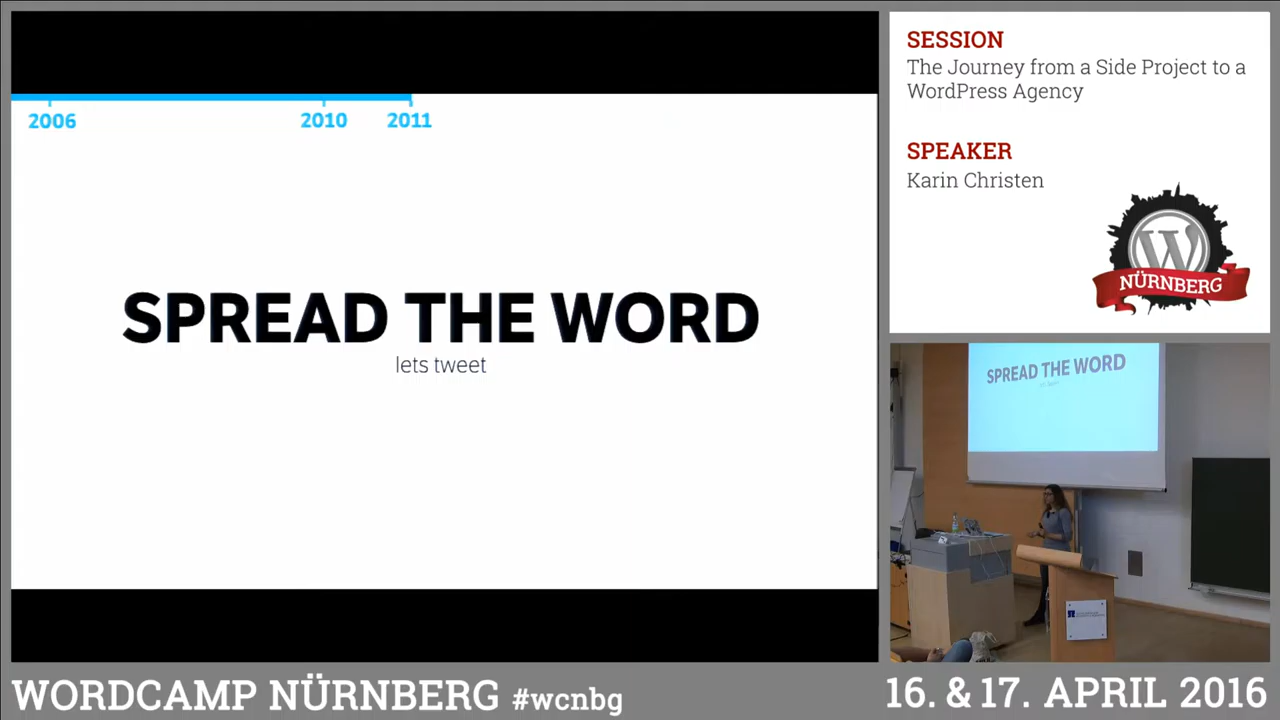 2006 2010 2011
SPREAD THE WORD
lets tweet
SESSION
The Journey from a Side Project to a
WordPress Agency
SPEAKER
Karin Christen
W
NÜRNBERG
SPREAD THE WORD
WORDCAMP NÜRNBERG #wcnbg
16. & 17. APRIL 2016